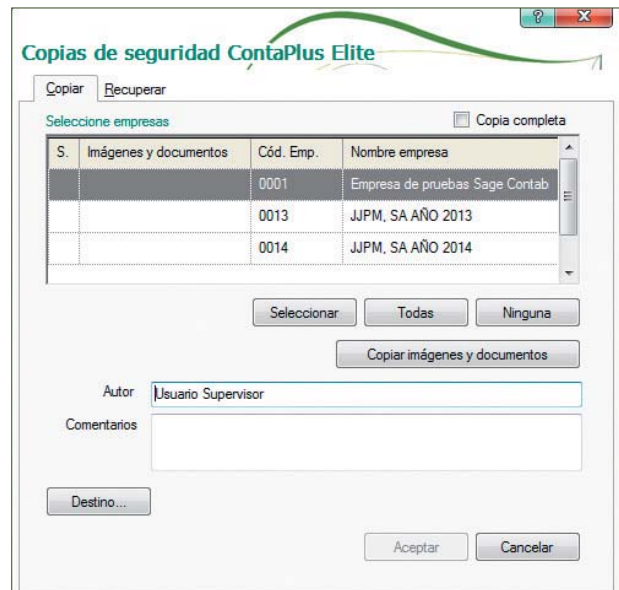 ?
X
Copias de seguridad ContaPlus Elite
Copiar Recuperar
Seleccione empresas Copia completa
S. Imágenes y documentos Cód. Emp. Nombre empresa
0001 Empresa de pruebas Sage Contab
0013 JJPM, SA AÑO 2013
0014 JJPM, SA AÑO 2014
Seleccionar Todas Ninguna
Copiar imágenes y documentos
Autor Usuario Supervisor
Comentarios
Destino...
Aceptar Cancelar